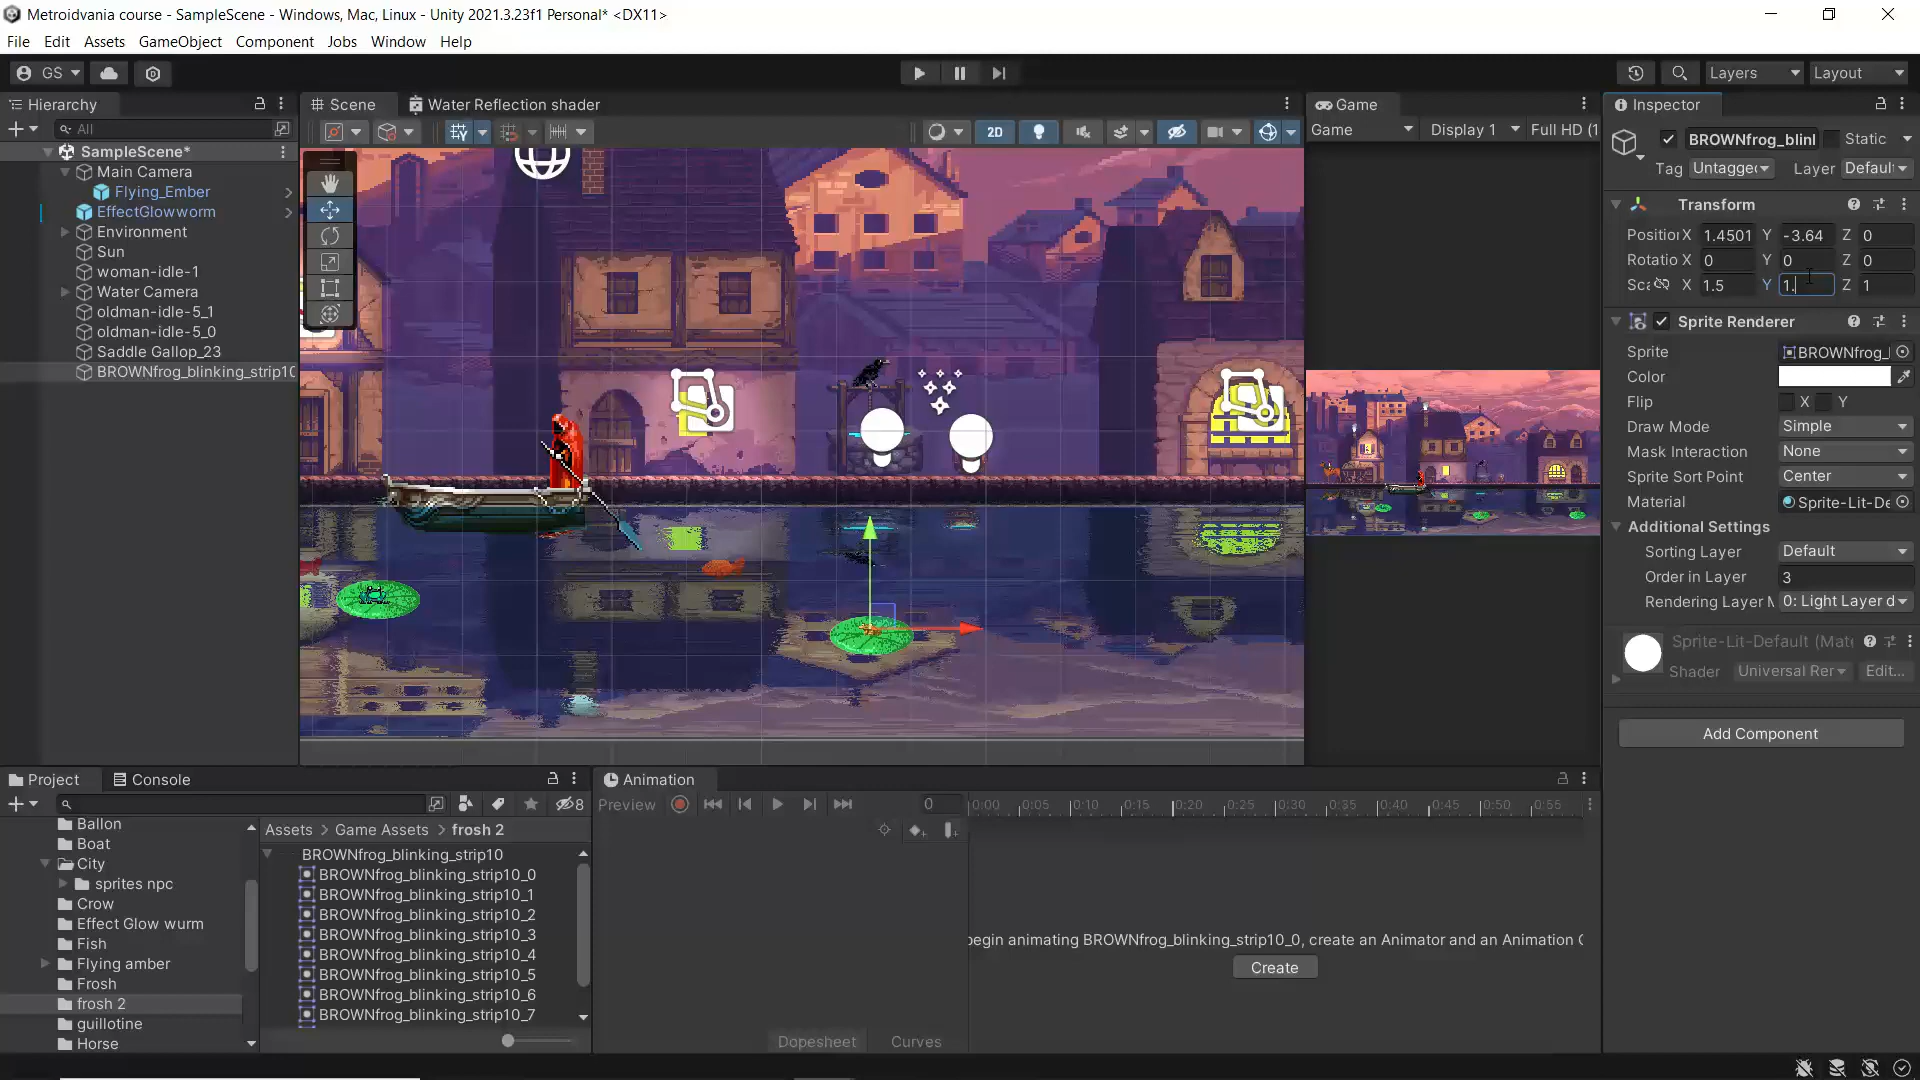 Metroidvania course - SampleScene - Windows, Mac, Linux - Unity 2021.3.23f1 Personal* <DX11>
File Edit Assets GameObject Component Jobs Window Help
GS
Layers Layout
Hierarchy
All
SampleScene*
Main Camera
Flying_Ember
EffectGlowworm
Environment
Sun
woman-idle-1
Water Camera
oldman-idle-5_1
oldman-idle-5_0
Saddle Gallop_23
BROWNfrog_blinking_strip10
Scene Water Reflection shader
2D
Game
Game Display 1 Full HD (1
Inspector
BROWNfrog_blinl Static
Tag Untagged Layer Default
Transform
Position X 1.4501 Y -3.64 Z 0
Rotatio X 0 Y 0 Z 0
Sca X 1.5 Y 1. Z 1
Sprite Renderer
Sprite BROWNfrog_l
Color
Flip X Y
Draw Mode Simple
Mask Interaction None
Sprite Sort Point Center
Material Sprite-Lit-De
Additional Settings
Sorting Layer Default
Order in Layer 3
Rendering Layer M 0: Light Layer d
Sprite-Lit-Default (Mate
Shader Universal Rer Edit...
Add Component
Project Console
8
Ballon
Boat
City
sprites npc
Crow
Effect Glow wurm
Fish
Flying amber
Frosh
frosh 2
guillotine
Horse
Assets > Game Assets > frosh 2
BROWNfrog_blinking_strip10
BROWNfrog_blinking_strip10_0
BROWNfrog_blinking_strip10_1
BROWNfrog_blinking_strip10_2
BROWNfrog_blinking_strip10_3
BROWNfrog_blinking_strip10_4
BROWNfrog_blinking_strip10_5
BROWNfrog_blinking_strip10_6
BROWNfrog_blinking_strip10_7
Animation
Preview 0
0:00 0:05 0:10 0:15 0:20 0:25 0:30 0:35 0:40 0:45 0:50 0:55
begin animating BROWNfrog_blinking_strip10_0, create an Animator and an Animation C
Create
Dopesheet Curves